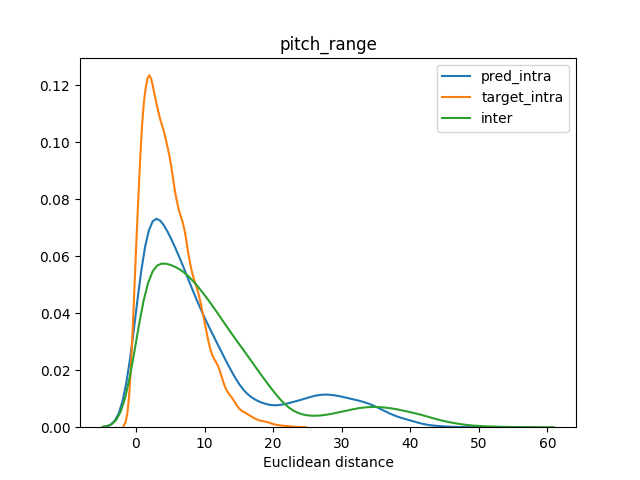 pitch_range
pred_intra
target_intra
inter
0.12
0.10
0.08
0.06
0.04
0.02
0.00
0 10 20 30 40 50 60
Euclidean distance